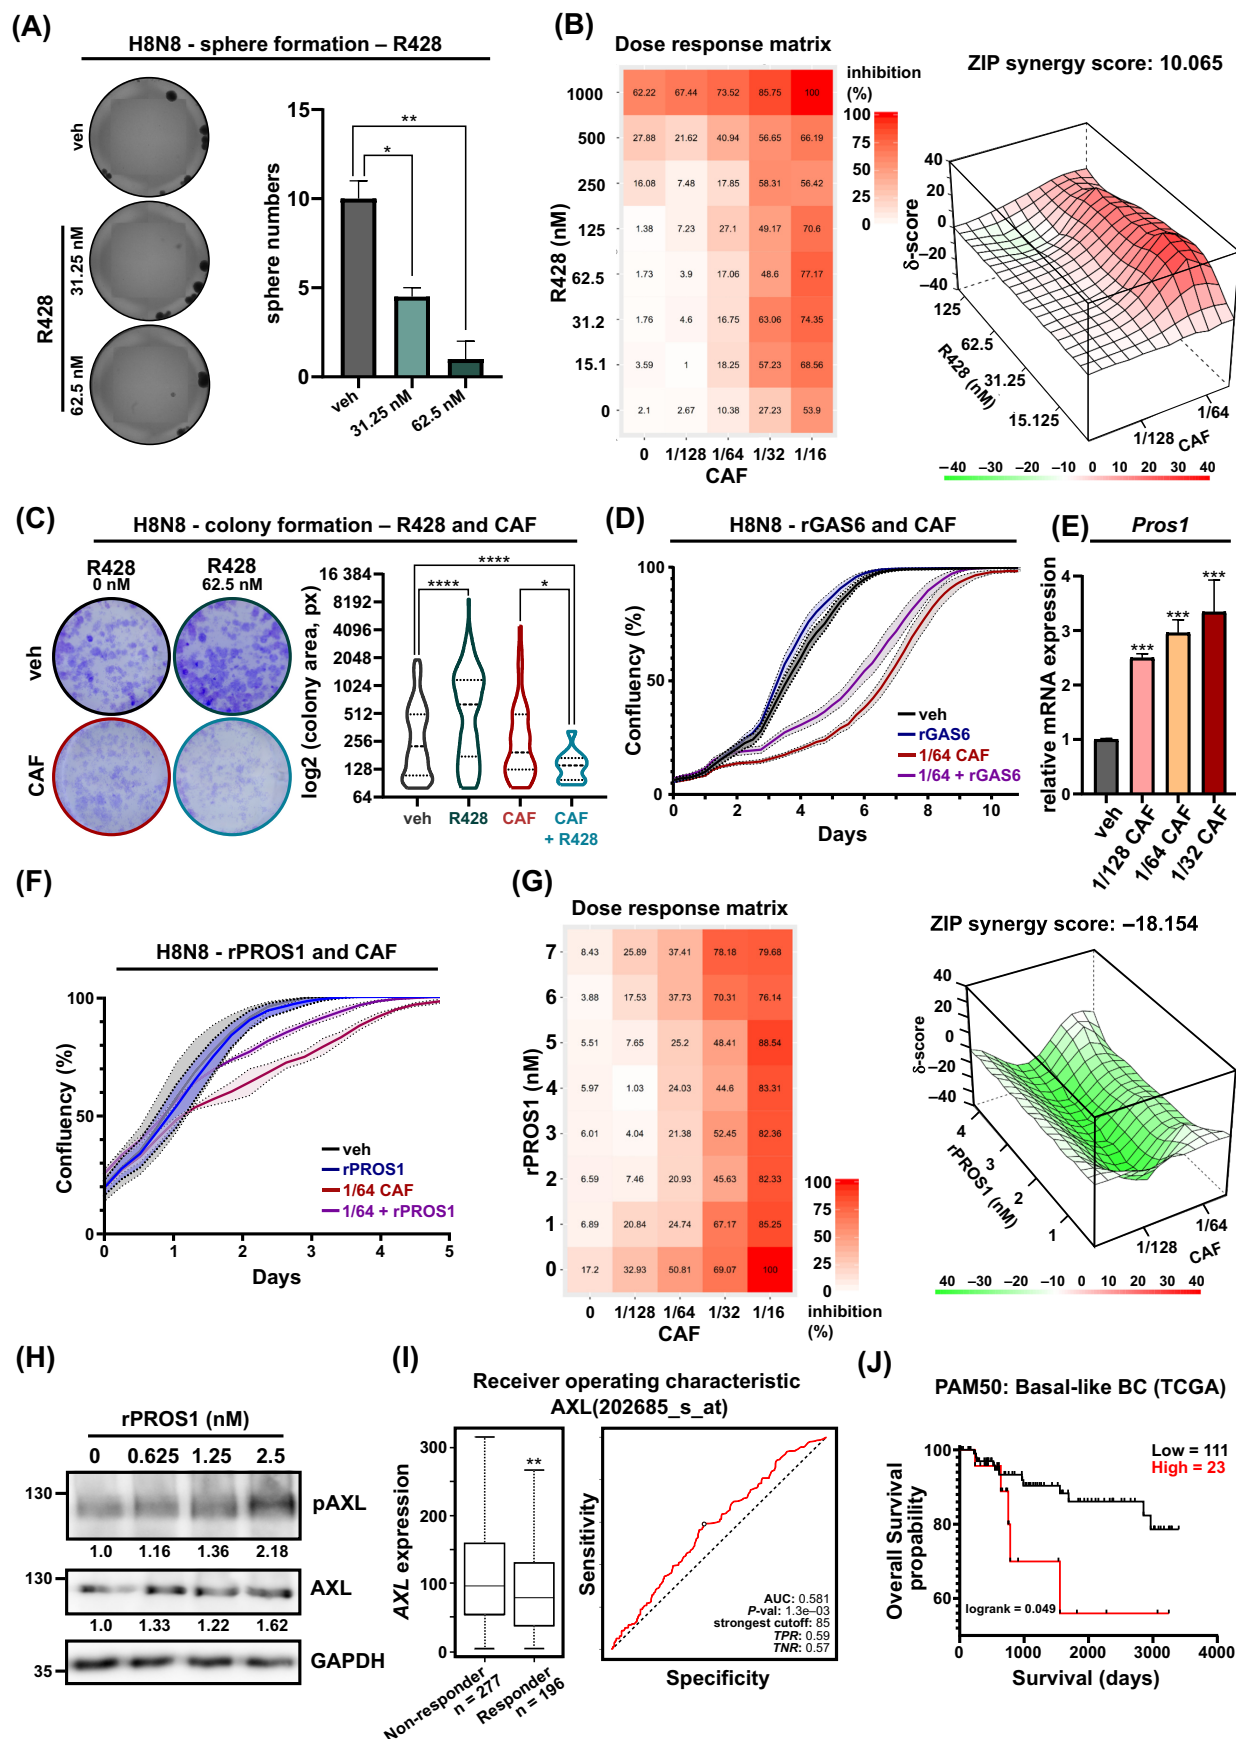 (A)
H8N8 - sphere formation – R428
veh
31.25 nM
62.5 nM
R428
sphere numbers
15
10
5
0
**
*
veh
31.25 nM
62.5 nM
(B)
Dose response matrix
R428 (nM)
1000 62.22 67.44 73.52 85.75 100
500 27.88 21.62 40.94 56.65 66.19
250 16.08 7.48 17.85 58.31 56.42
125 1.38 7.23 27.1 49.17 70.6
62.5 1.73 3.9 17.06 48.6 77.17
31.2 1.76 4.6 16.75 63.06 74.35
15.1 3.59 1 18.25 57.23 68.56
0 2.1 2.67 10.38 27.23 53.9
0 1/128 1/64 1/32 1/16
CAF
inhibition
(%)
100
75
50
25
0
ZIP synergy score: 10.065
δ-score
40
20
0
–20
–40
125
62.5
31.25
15.125
R428 (nM)
1/128
1/64
CAF
–40 –30 –20 –10 0 10 20 30 40
(C)
H8N8 - colony formation – R428 and CAF
R428
0 nM
R428
62.5 nM
veh
CAF
log2 (colony area, px)
16 384
8192
4096
2048
1024
512
256
128
64
****
****
*
veh
R428
CAF
CAF
+ R428
(D)
H8N8 - rGAS6 and CAF
Confluency (%)
100
50
0
veh
rGAS6
1/64 CAF
1/64 + rGAS6
0 2 4 6 8 10
Days
(E)
Pros1
relative mRNA expression
4
3
2
1
0
***
***
***
veh
1/128 CAF
1/64 CAF
1/32 CAF
(F)
H8N8 - rPROS1 and CAF
Confluency (%)
100
50
0
veh
rPROS1
1/64 CAF
1/64 + rPROS1
0 1 2 3 4 5
Days
(G)
Dose response matrix
rPROS1 (nM)
7 8.43 25.89 37.41 78.18 79.68
6 3.88 17.53 37.73 70.31 76.14
5 5.51 7.65 25.2 48.41 88.54
4 5.97 1.03 24.03 44.6 83.31
3 6.01 4.04 21.38 52.45 82.36
2 6.59 7.46 20.93 45.63 82.33
1 6.89 20.84 24.74 67.17 85.25
0 17.2 32.93 50.81 69.07 100
0 1/128 1/64 1/32 1/16
CAF
100
75
50
25
0
inhibition
(%)
ZIP synergy score: –18.154
δ-score
40
20
0
–20
–40
4
3
2
1
rPROS1 (nM)
1/128
1/64
CAF
40 –30 –20 –10 0 10 20 30 40
(H)
rPROS1 (nM)
0 0.625 1.25 2.5
130
pAXL
1.0 1.16 1.36 2.18
130
AXL
1.0 1.33 1.22 1.62
35
GAPDH
(I)
Receiver operating characteristic
AXL(202685_s_at)
AXL expression
300
200
100
0
**
Non-responder
n = 277
Responder
n = 196
Sensitivity
AUC: 0.581
P-val: 1.3e–03
strongest cutoff: 85
TPR: 0.59
TNR: 0.57
Specificity
(J)
PAM50: Basal-like BC (TCGA)
Overall Survival
propability
100
80
60
Low = 111
High = 23
logrank = 0.049
0 1000 2000 3000 4000
Survival (days)